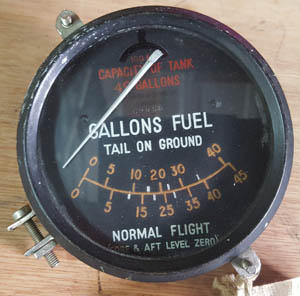 CAPACITY OF TANK
GALLONS
GALLONS FUEL
TAIL ON GROUND
0 5 10 20 30 40
0 5 15 25 35 40 45
NORMAL FLIGHT
& AFT LEVEL ZERO)